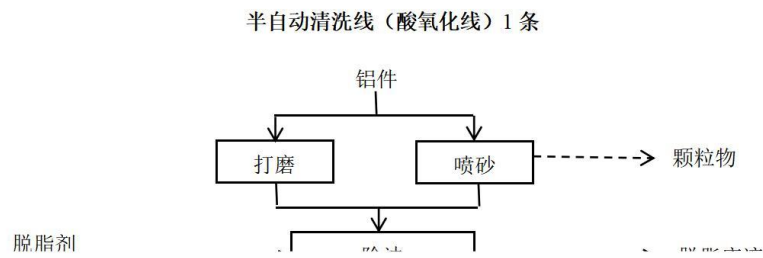 半自动清洗线（酸氧化线）1 条
铝件
打磨
喷砂
颗粒物
脱脂剂